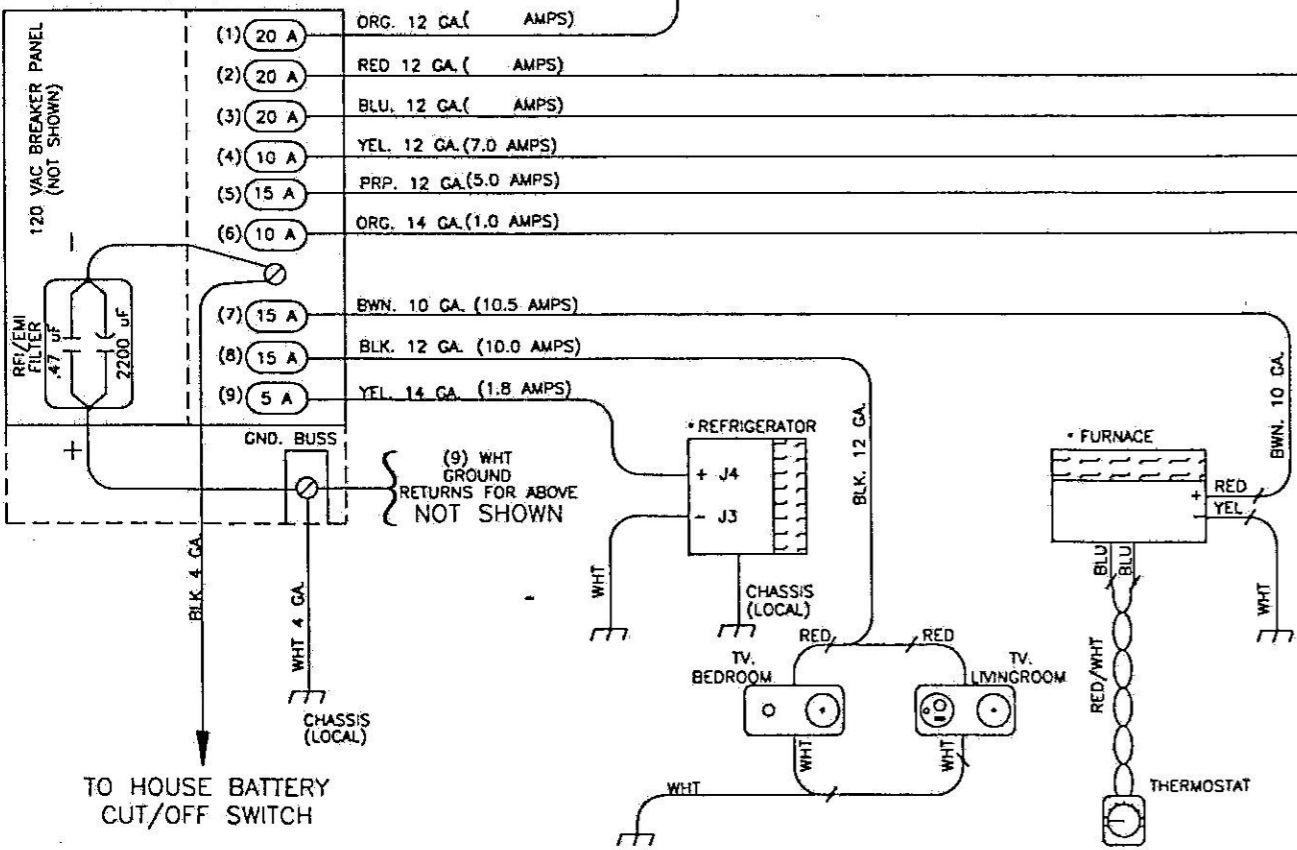 120 VAC BREAKER PANEL
(NOT SHOWN)
(1) 20 A ORG. 12 GA.( AMPS)
(2) 20 A RED 12 GA.( AMPS)
(3) 20 A BLU. 12 GA.( AMPS)
(4) 10 A YEL. 12 GA.(7.0 AMPS)
(5) 15 A PRP. 12 GA.(5.0 AMPS)
(6) 10 A ORG. 14 GA.(1.0 AMPS)
(7) 15 A BWN. 10 GA. (10.5 AMPS)
(8) 15 A BLK. 12 GA. (10.0 AMPS)
(9) 5 A YEL. 14 GA. (1.8 AMPS)
−
RFI/EMI
FILTER
.47 uF
2200 uF
+
GND. BUSS
(9) WHT
GROUND
RETURNS FOR ABOVE
NOT SHOWN
BLK 4 GA.
WHT 4 GA.
CHASSIS
(LOCAL)
TO HOUSE BATTERY
CUT/OFF SWITCH
* REFRIGERATOR
+ J4
− J3
WHT
CHASSIS
(LOCAL)
BLK. 12 GA.
RED
RED
TV.
BEDROOM
TV.
LIVINGROOM
WHT
WHT
WHT
* FURNACE
BWN. 10 GA.
+ RED
− YEL
BLU
BLU
WHT
RED/WHT
THERMOSTAT